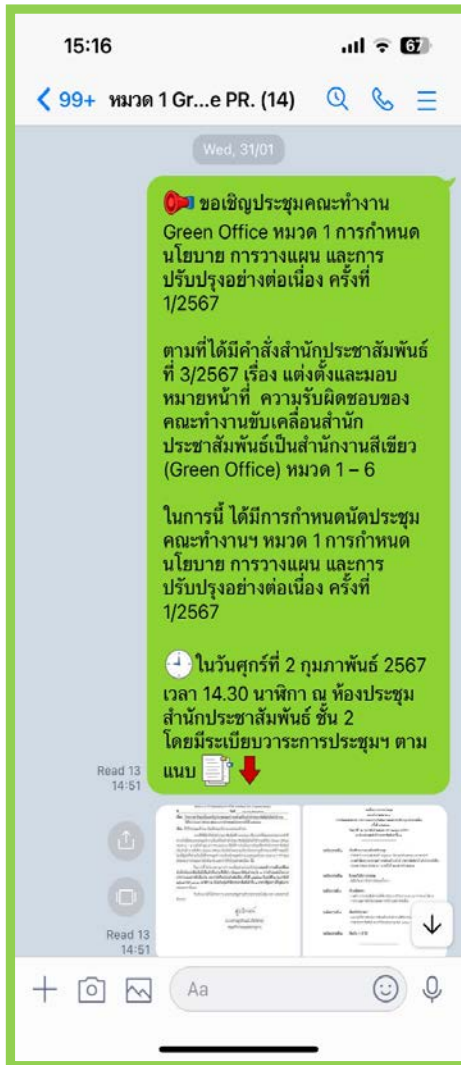 15:16
67
99+ หมวด 1 Gr...e PR. (14)
Wed, 31/01
ขอเชิญประชุมคณะทำงาน
Green Office หมวด 1 การกำหนด
นโยบาย การวางแผน และการ
ปรับปรุงอย่างต่อเนื่อง ครั้งที่
1/2567
ตามที่ได้มีคำสั่งสำนักประชาสัมพันธ์
ที่ 3/2567 เรื่อง แต่งตั้งและมอบ
หมายหน้าที่ ความรับผิดชอบของ
คณะทำงานขับเคลื่อนสำนัก
ประชาสัมพันธ์เป็นสำนักงานสีเขียว
(Green Office) หมวด 1 – 6
ในการนี้ ได้มีการกำหนดนัดประชุม
คณะทำงานฯ หมวด 1 การกำหนด
นโยบาย การวางแผน และการ
ปรับปรุงอย่างต่อเนื่อง ครั้งที่
1/2567
ในวันศุกร์ที่ 2 กุมภาพันธ์ 2567
เวลา 14.30 นาฬิกา ณ ห้องประชุม
สำนักประชาสัมพันธ์ ชั้น 2
โดยมีระเบียบวาระการประชุมฯ ตาม
แนบ
Read 13
14:51
Read 13
14:51
Aa